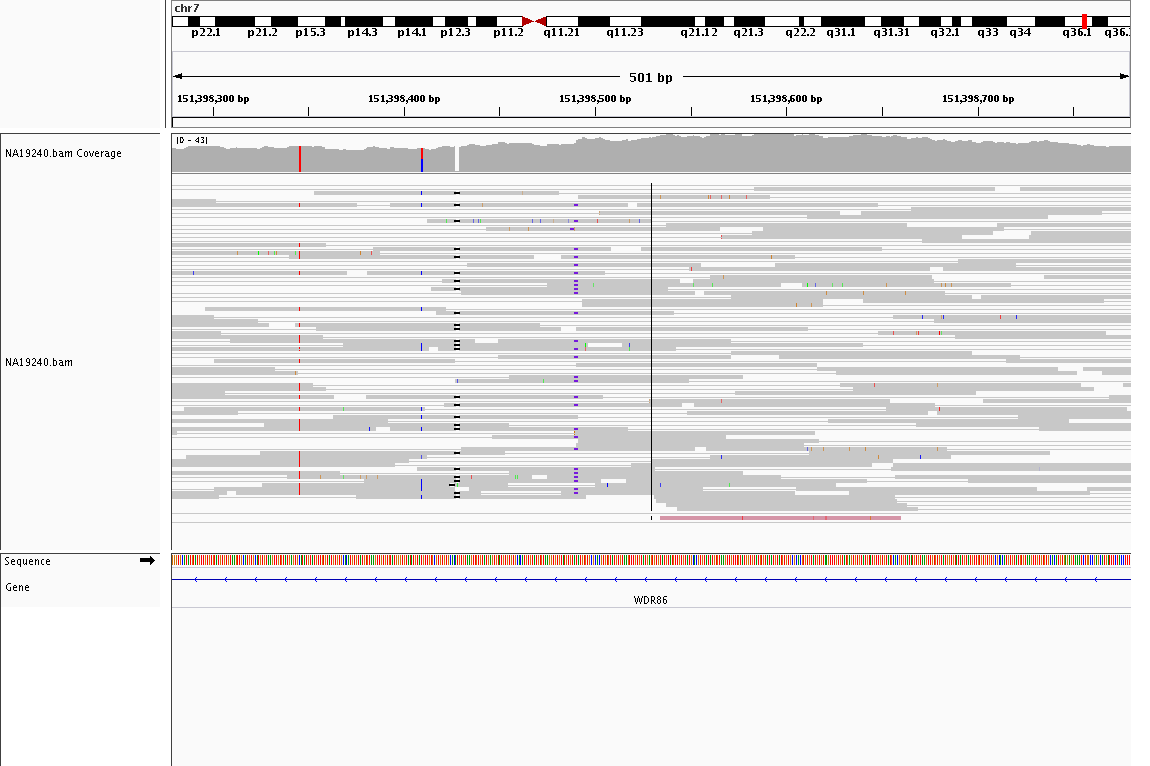 chr7
p22.1 p21.2 p15.3 p14.3 p14.1 p12.3 p11.2 q11.21 q11.23 q21.12 q21.3 q22.2 q31.1 q31.31 q32.1 q33 q34 q36.1 q36.
501 bp
151,398,300 bp 151,398,400 bp 151,398,500 bp 151,398,600 bp 151,398,700 bp
[0 - 43]
NA19240.bam Coverage
NA19240.bam
Sequence
Gene
WDR86